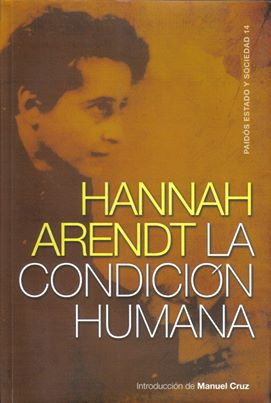 PAIDÓS ESTADO Y SOCIEDAD 14
HANNAH
ARENDT LA
CONDICIÓN
HUMANA
Introducción de Manuel Cruz